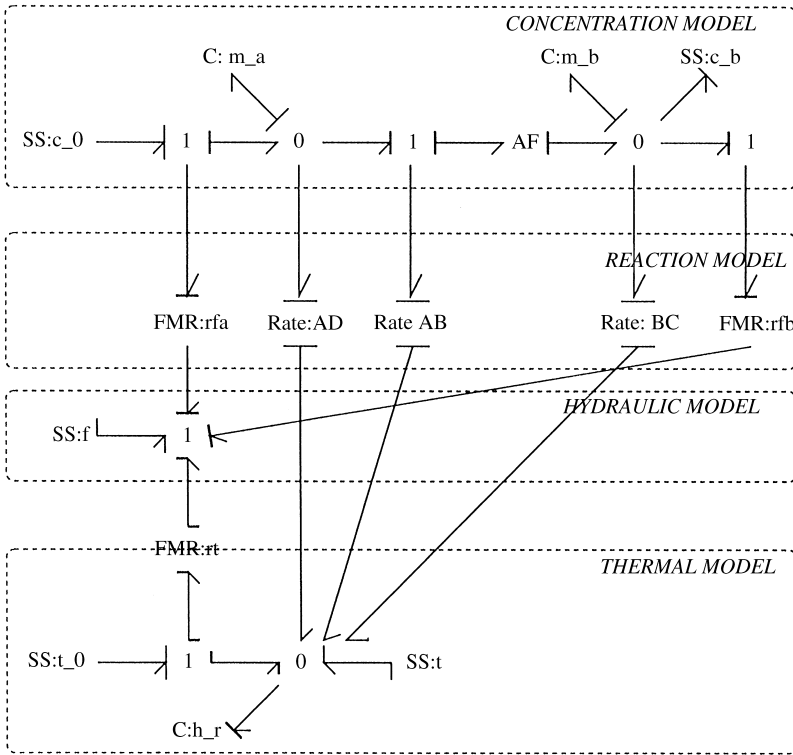 CONCENTRATION MODEL
C: m_a C:m_b SS:c_b
SS:c_0 1 0 1 AF 0 1
REACTION MODEL
FMR:rfa Rate:AD Rate AB Rate: BC FMR:rfb
HYDRAULIC MODEL
SS:f 1
FMR:rt
THERMAL MODEL
SS:t_0 1 0 SS:t
C:h_r